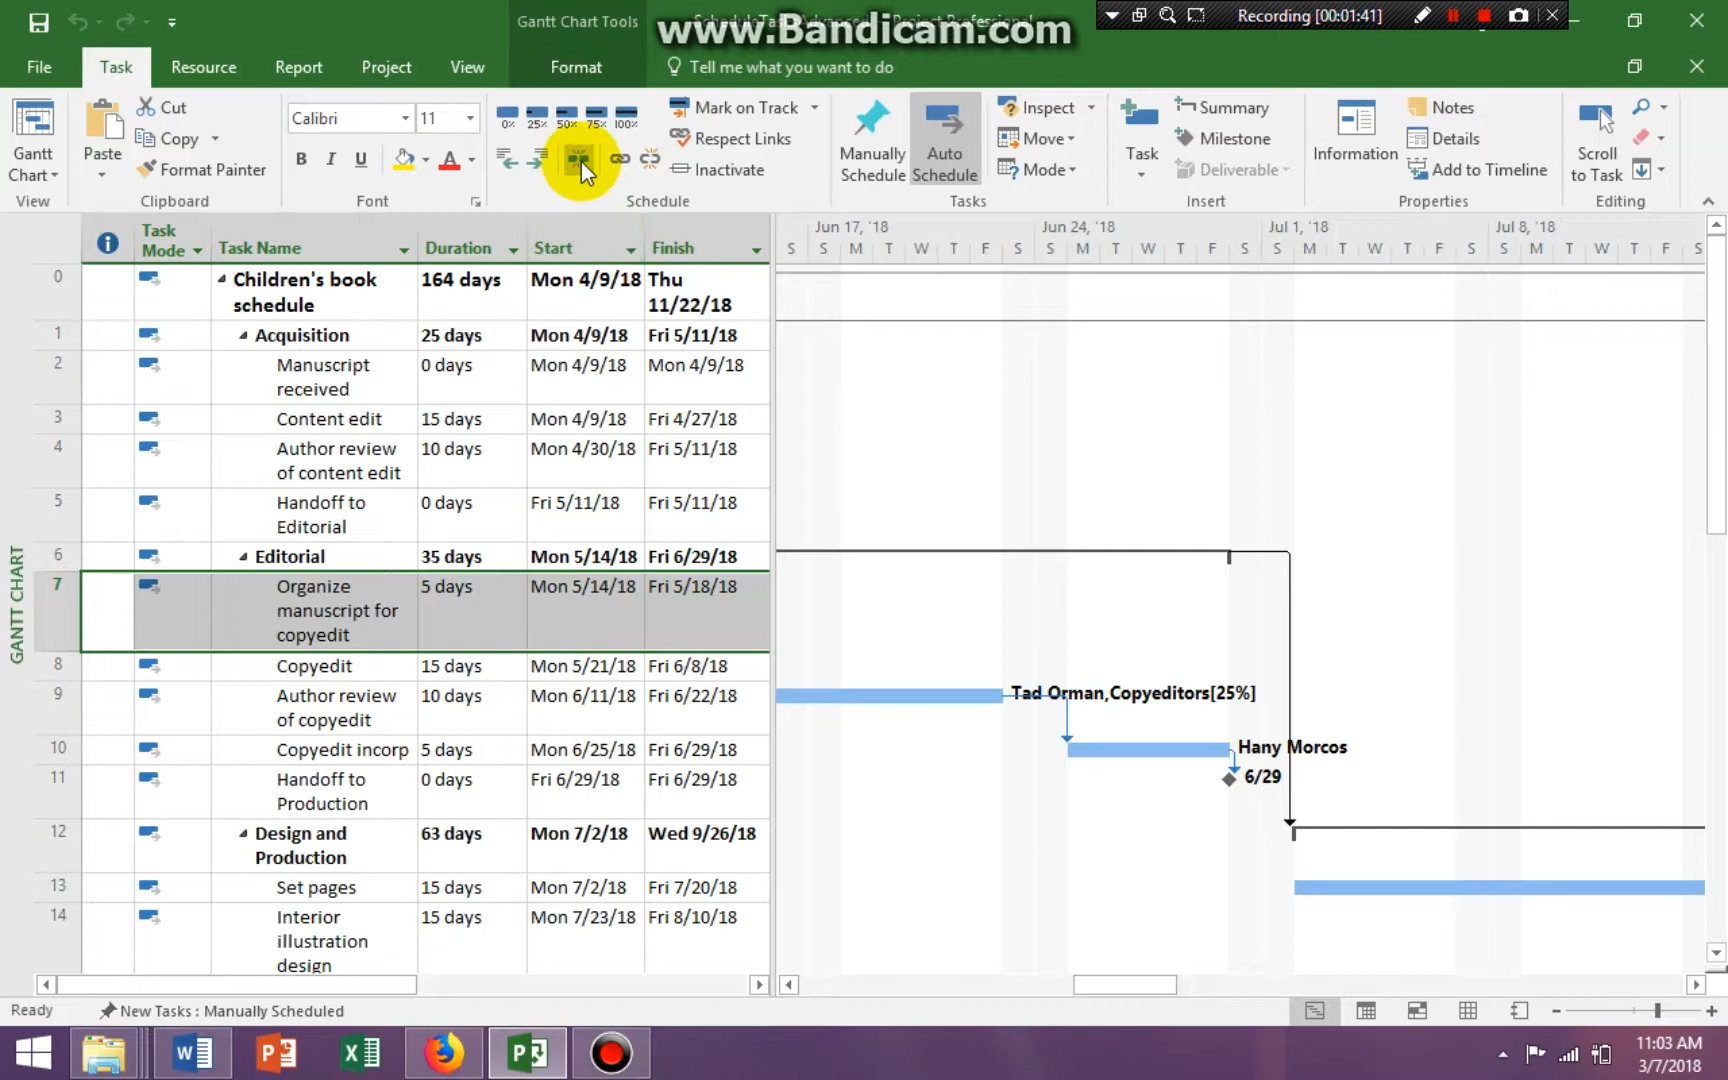 Gantt Chart Tools
www.Bandicam.com
Recording [00:01:41]
File Task Resource Report Project View Format Tell me what you want to do
Gantt Chart
View
Paste
Cut
Copy
Format Painter
Clipboard
Calibri 11
B I U A
Font
0% 25% 50% 75% 100%
Mark on Track
Respect Links
Inactivate
Schedule
Manually Schedule
Auto Schedule
Inspect
Move
Mode
Tasks
Task
Summary
Milestone
Deliverable
Insert
Information
Notes
Details
Add to Timeline
Properties
Scroll to Task
Editing
GANTT CHART
Task Mode Task Name Duration Start Finish
Jun 17, '18 Jun 24, '18 Jul 1, '18 Jul 8, '18
S S M T W T F S S M T W T F S S M T W T F S S M T W T F S
0 Children's book schedule 164 days Mon 4/9/18 Thu 11/22/18
1 Acquisition 25 days Mon 4/9/18 Fri 5/11/18
2 Manuscript received 0 days Mon 4/9/18 Mon 4/9/18
3 Content edit 15 days Mon 4/9/18 Fri 4/27/18
4 Author review of content edit 10 days Mon 4/30/18 Fri 5/11/18
5 Handoff to Editorial 0 days Fri 5/11/18 Fri 5/11/18
6 Editorial 35 days Mon 5/14/18 Fri 6/29/18
7 Organize manuscript for copyedit 5 days Mon 5/14/18 Fri 5/18/18
8 Copyedit 15 days Mon 5/21/18 Fri 6/8/18
9 Author review of copyedit 10 days Mon 6/11/18 Fri 6/22/18 Tad Orman,Copyeditors[25%]
10 Copyedit incorp 5 days Mon 6/25/18 Fri 6/29/18 Hany Morcos
11 Handoff to Production 0 days Fri 6/29/18 Fri 6/29/18 6/29
12 Design and Production 63 days Mon 7/2/18 Wed 9/26/18
13 Set pages 15 days Mon 7/2/18 Fri 7/20/18
14 Interior illustration design 15 days Mon 7/23/18 Fri 8/10/18
Ready New Tasks : Manually Scheduled
11:03 AM
3/7/2018